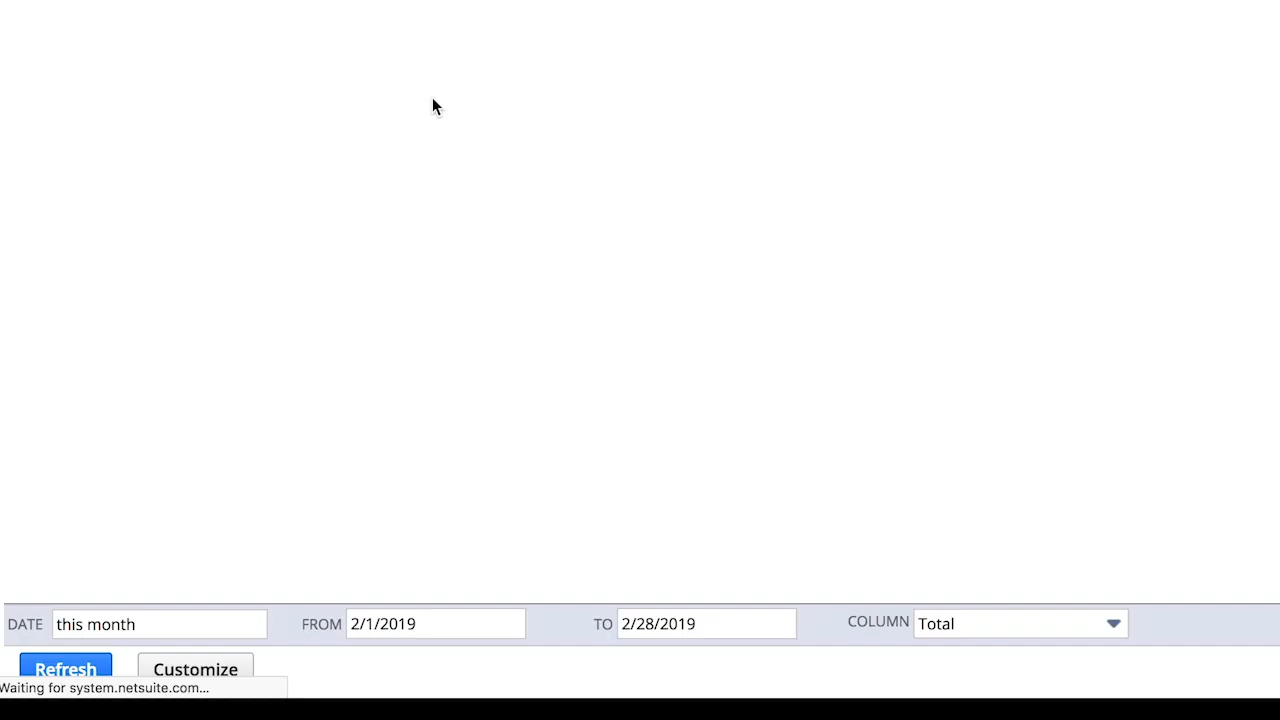 DATE this month FROM 2/1/2019 TO 2/28/2019 COLUMN Total
Refresh Customize
Waiting for system.netsuite.com...